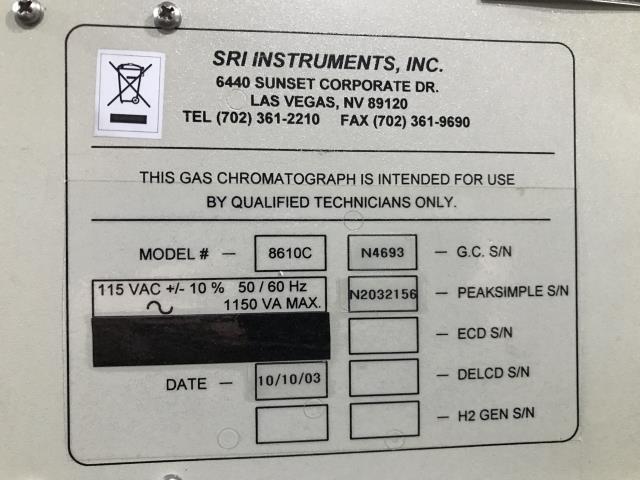 SRI INSTRUMENTS, INC.
6440 SUNSET CORPORATE DR.
LAS VEGAS, NV 89120
TEL (702) 361-2210 FAX (702) 361-9690
THIS GAS CHROMATOGRAPH IS INTENDED FOR USE
BY QUALIFIED TECHNICIANS ONLY.
MODEL # — 8610C N4693 — G.C. S/N
115 VAC +/- 10 % 50 / 60 Hz N2032156 — PEAKSIMPLE S/N
1150 VA MAX.
— ECD S/N
DATE — 10/10/03 — DELCD S/N
— H2 GEN S/N